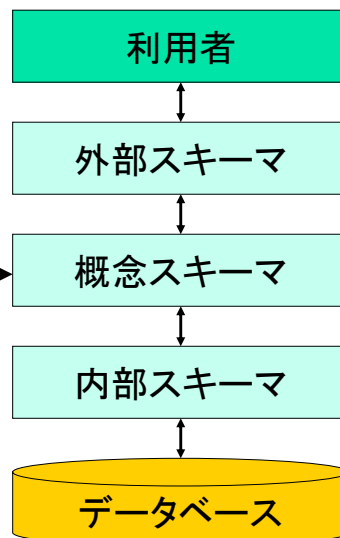 利用者
外部スキーマ
概念スキーマ
内部スキーマ
データベース